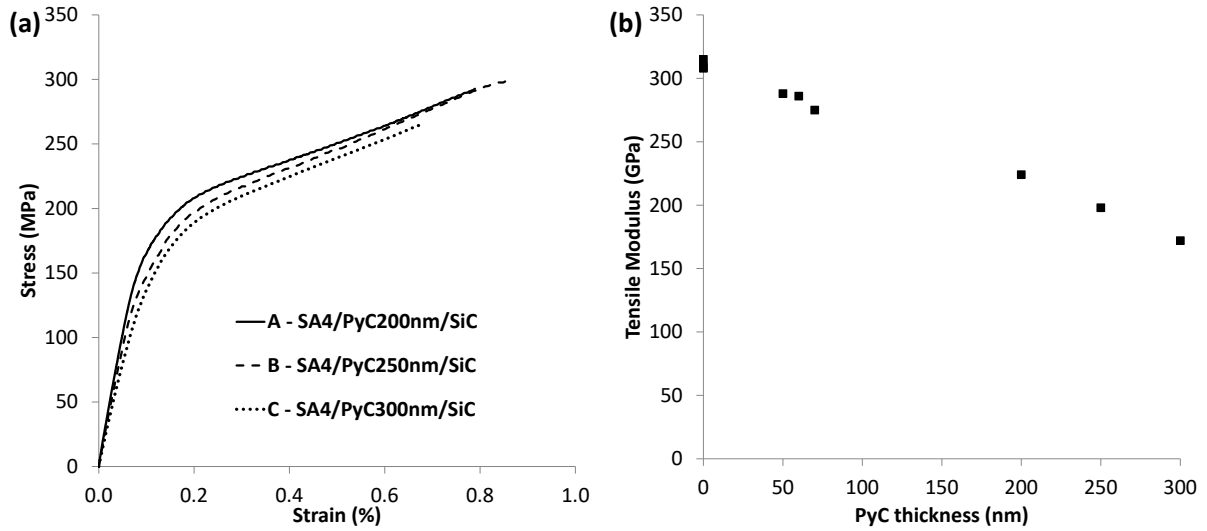 (a)
350
300
250
200
150
100
50
0
Stress (MPa)
A - SA4/PyC200nm/SiC
B - SA4/PyC250nm/SiC
C - SA4/PyC300nm/SiC
0.0 0.2 0.4 0.6 0.8 1.0
Strain (%)
(b)
350
300
250
200
150
100
50
0
Tensile Modulus (GPa)
0 50 100 150 200 250 300
PyC thickness (nm)